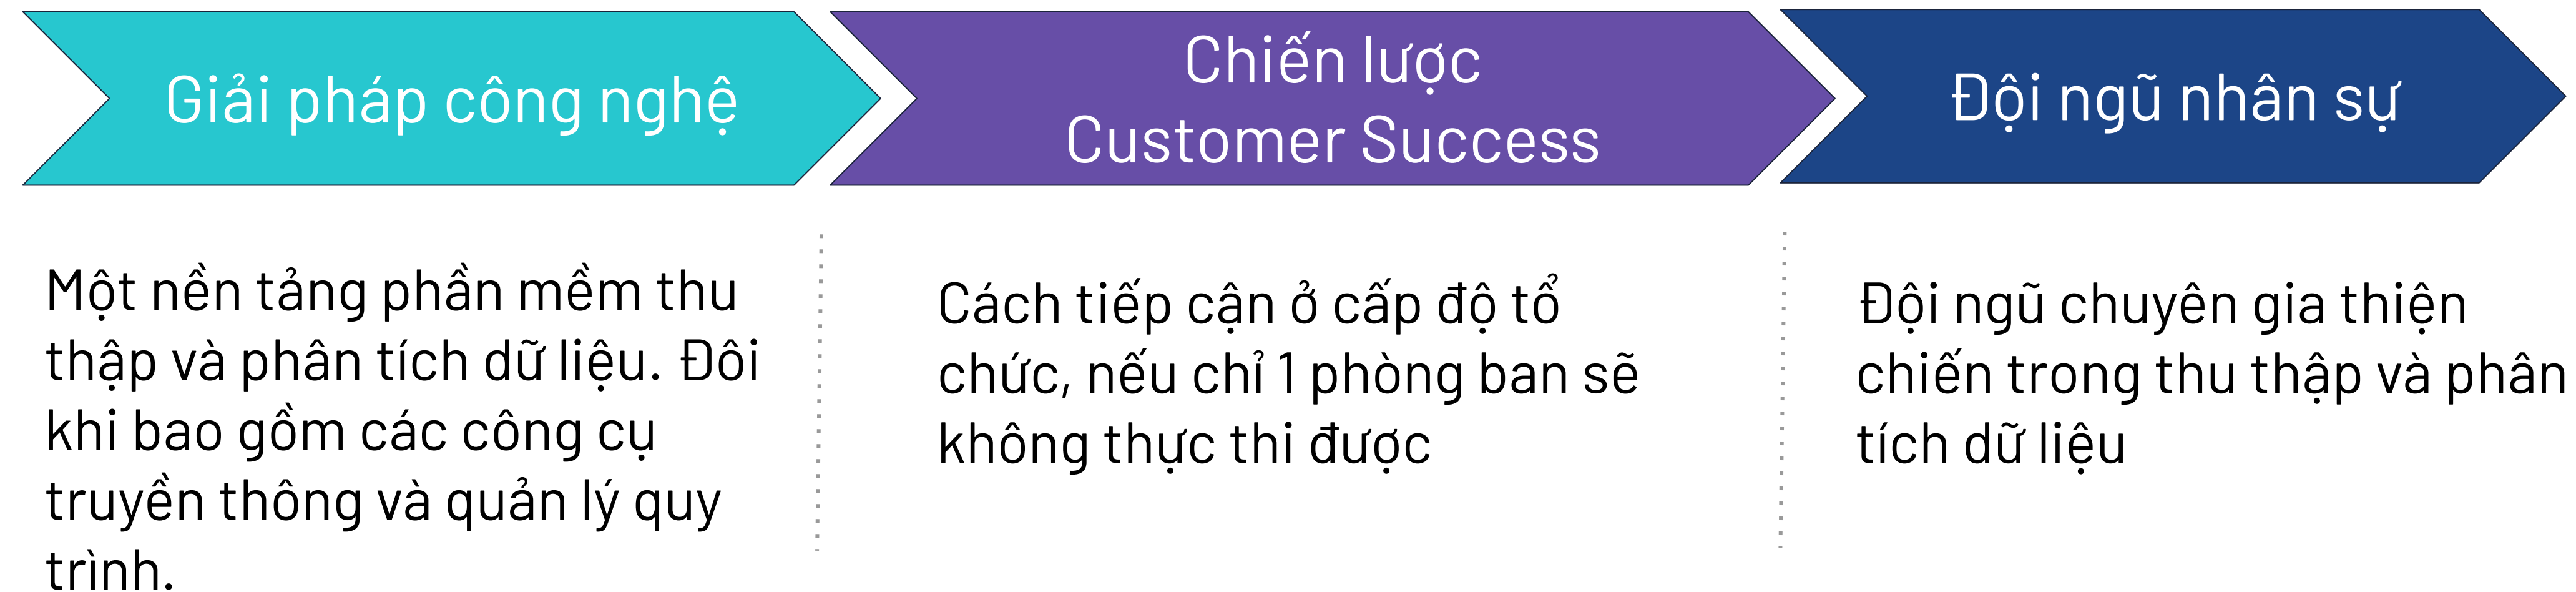 Giải pháp công nghệ
Chiến lược
Customer Success
Đội ngũ nhân sự
Một nền tảng phần mềm thu
thập và phân tích dữ liệu. Đôi
khi bao gồm các công cụ
truyền thông và quản lý quy
trình.
Cách tiếp cận ở cấp độ tổ
chức, nếu chỉ 1 phòng ban sẽ
không thực thi được
Đội ngũ chuyên gia thiện
chiến trong thu thập và phân
tích dữ liệu